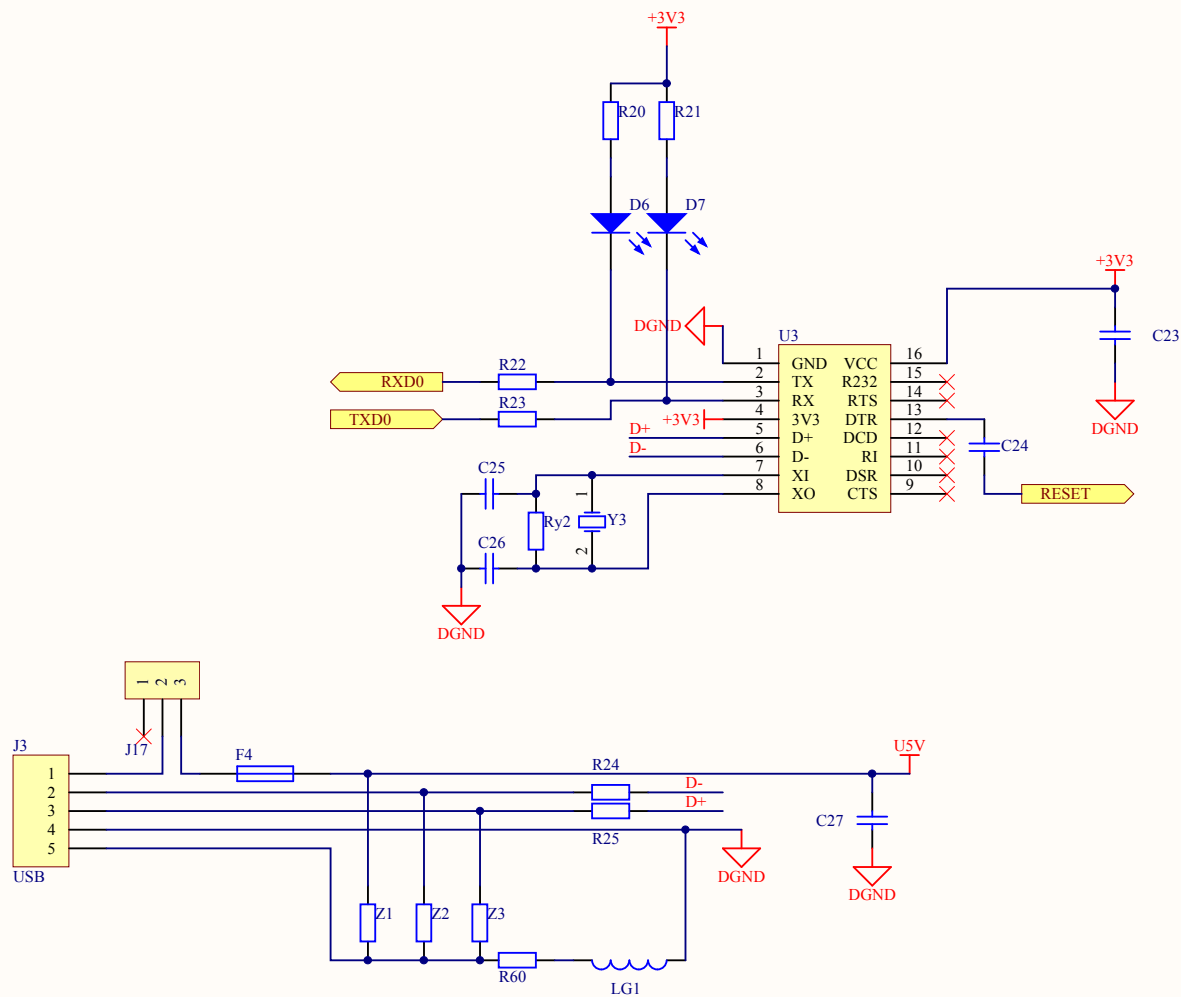 +3V3
R20 R21
D6 D7
+3V3
DGND
U3
C23
1 GND VCC 16
R22
RXD0
2 TX R232 15
3 RX RTS 14
R23
TXD0
+3V3
4 3V3 DTR 13
DGND
D+
5 D+ DCD 12
C24
D-
6 D- RI 11
C25
7 XI DSR 10
1
8 XO CTS 9
RESET
Ry2 Y3
C26
2
DGND
1 2 3
J17
J3
F4
U5V
1
R24
2
D-
3
D+
4
R25
C27
5
USB
DGND
DGND
Z1 Z2 Z3
R60
LG1